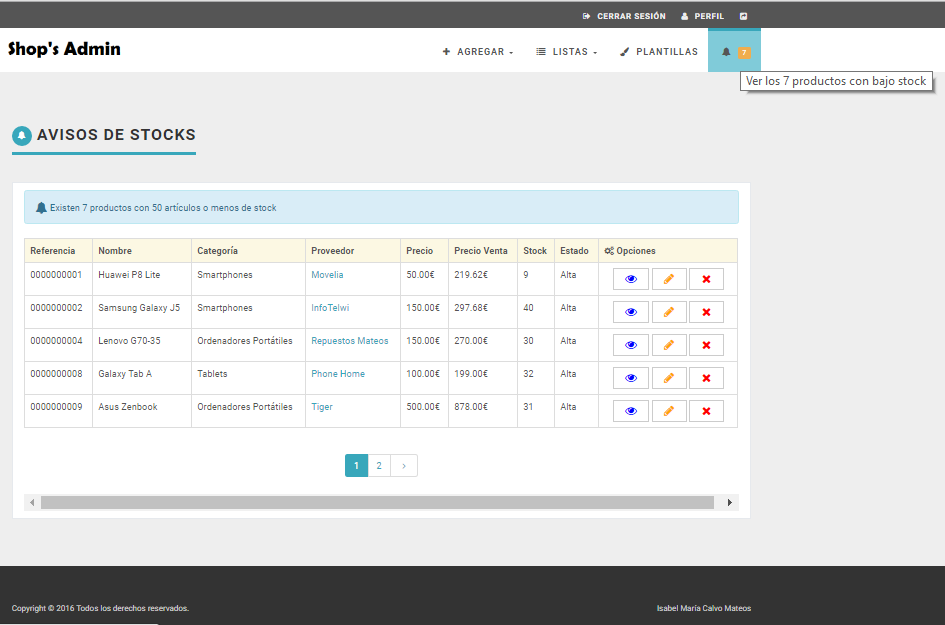 CERRAR SESIÓN PERFIL
Shop's Admin
AGREGAR LISTAS PLANTILLAS 7
Ver los 7 productos con bajo stock
AVISOS DE STOCKS
Existen 7 productos con 50 artículos o menos de stock
Referencia Nombre Categoría Proveedor Precio Precio Venta Stock Estado Opciones
0000000001 Huawei P8 Lite Smartphones Movelia 50.00€ 219.62€ 9 Alta
0000000002 Samsung Galaxy J5 Smartphones InfoTelwi 150.00€ 297.68€ 40 Alta
0000000004 Lenovo G70-35 Ordenadores Portátiles Repuestos Mateos 150.00€ 270.00€ 30 Alta
0000000008 Galaxy Tab A Tablets Phone Home 100.00€ 199.00€ 32 Alta
0000000009 Asus Zenbook Ordenadores Portátiles Tiger 500.00€ 878.00€ 31 Alta
1 2 ›
Copyright © 2016 Todos los derechos reservados. Isabel María Calvo Mateos